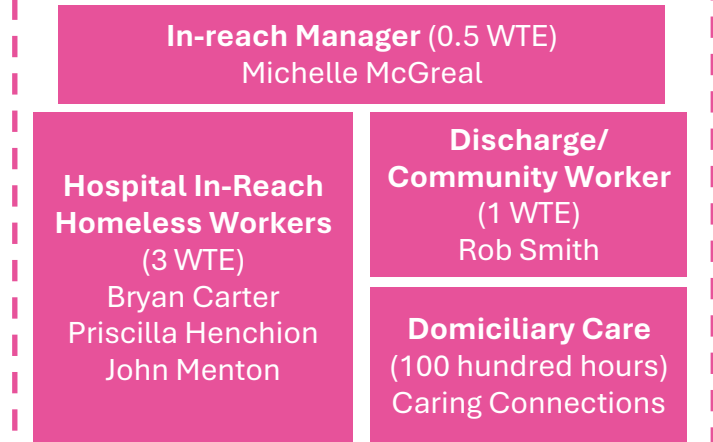 In-reach Manager (0.5 WTE)
Michelle McGreal
Hospital In-Reach
Homeless Workers
(3 WTE)
Bryan Carter
Priscilla Henchion
John Menton
Discharge/
Community Worker
(1 WTE)
Rob Smith
Domiciliary Care
(100 hundred hours)
Caring Connections